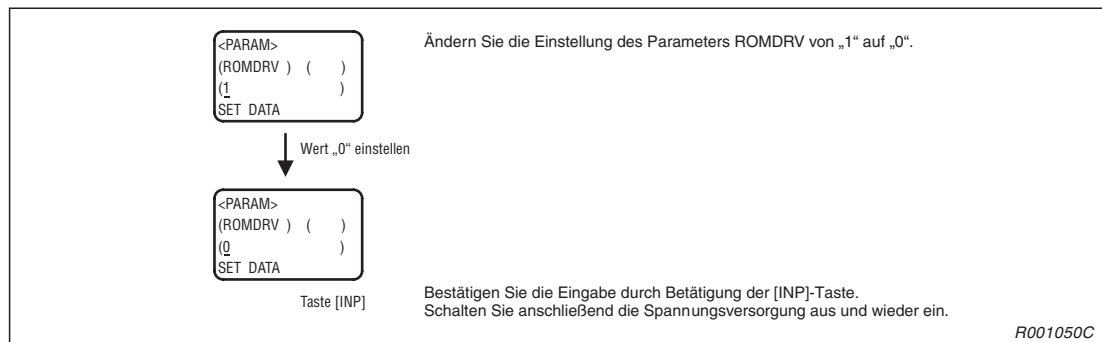 <PARAM>
(ROMDRV ) ( )
(1 )
SET DATA
Ändern Sie die Einstellung des Parameters ROMDRV von „1“ auf „0“.
Wert „0“ einstellen
<PARAM>
(ROMDRV ) ( )
(0 )
SET DATA
Taste [INP]
Bestätigen Sie die Eingabe durch Betätigung der [INP]-Taste.
Schalten Sie anschließend die Spannungsversorgung aus und wieder ein.
R001050C